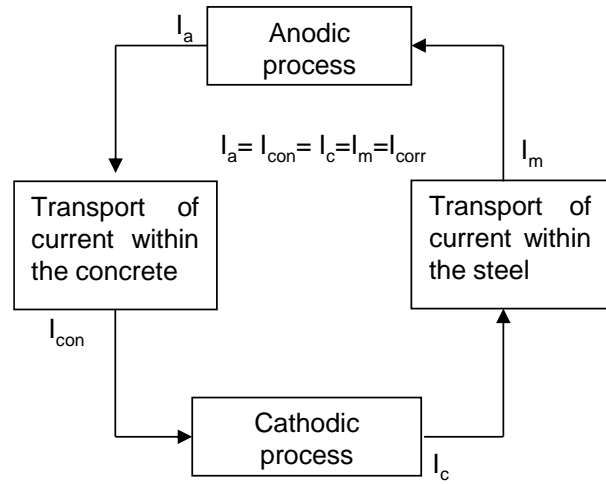 I_a
Anodic
process
I_a= I_con= I_c=I_m=I_corr
I_m
Transport of
current within
the concrete
Transport of
current within
the steel
I_con
Cathodic
process
I_c